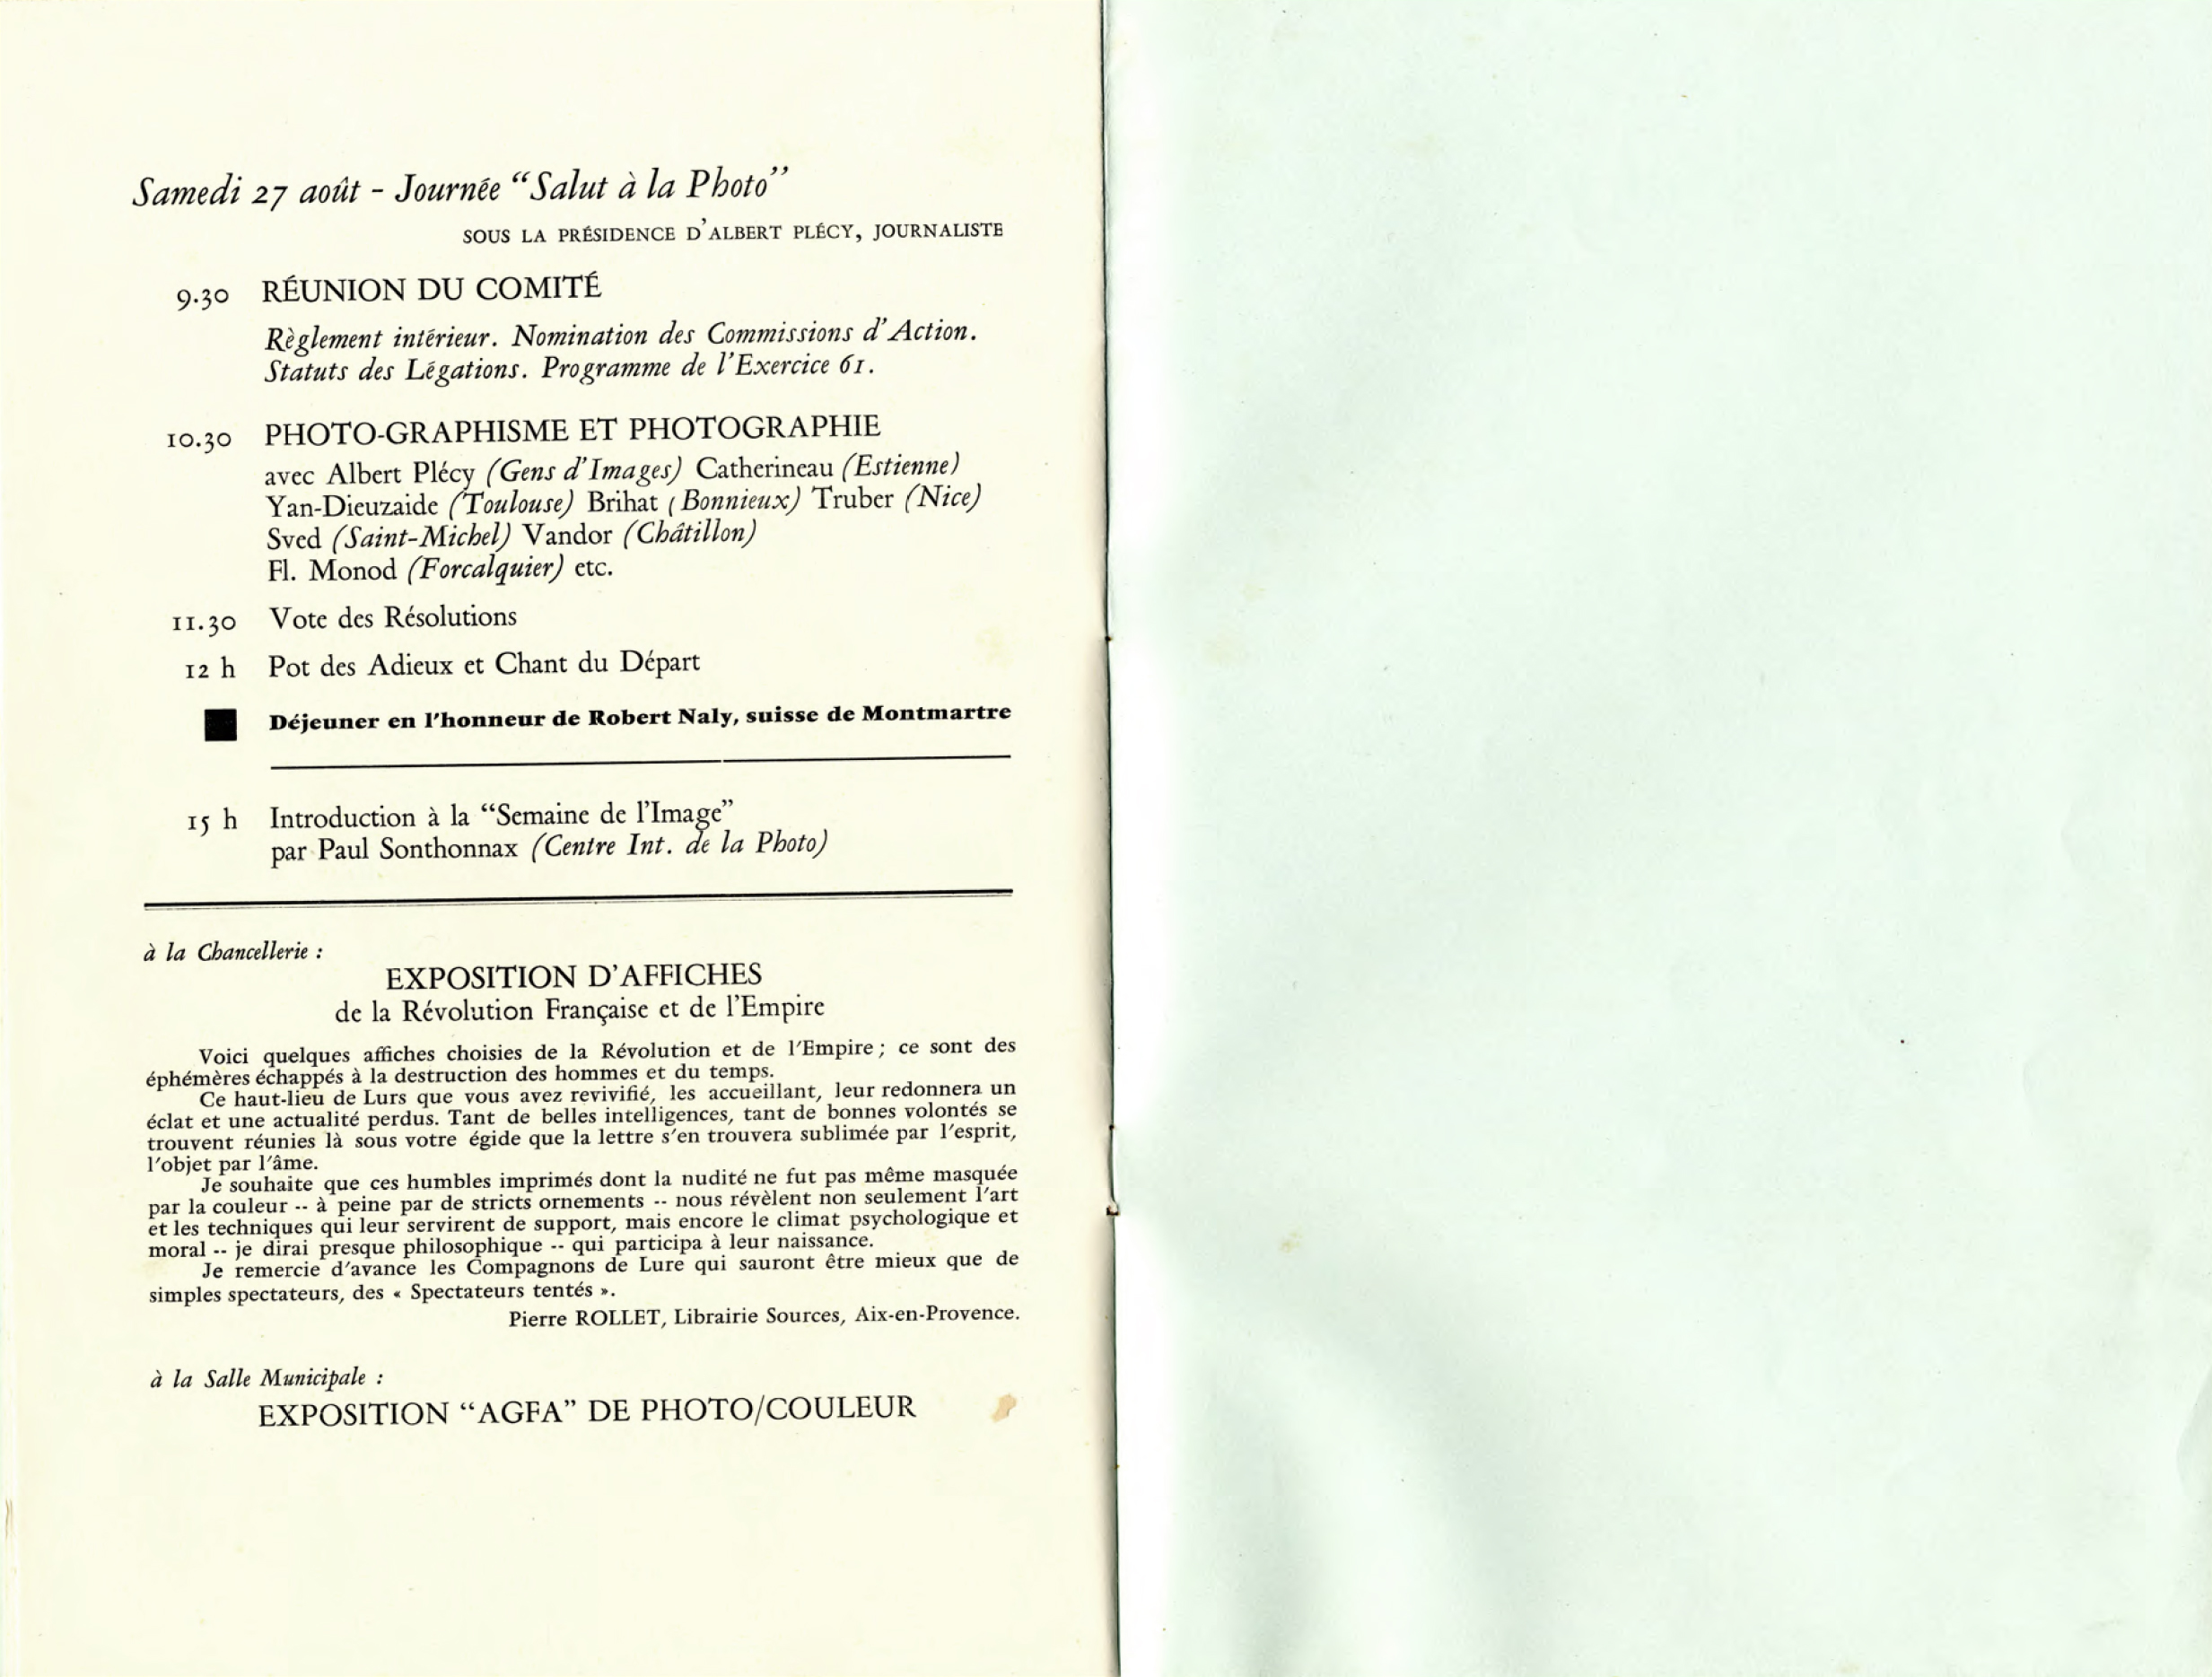 Samedi 27 août - Journée “Salut à la Photo”
SOUS LA PRÉSIDENCE D'ALBERT PLÉCY, JOURNALISTE
9.30 RÉUNION DU COMITÉ
Règlement intérieur. Nomination des Commissions d'Action.
Statuts des Légations. Programme de l'Exercice 61.
10.30 PHOTO-GRAPHISME ET PHOTOGRAPHIE
avec Albert Plécy (Gens d'Images) Catherineau (Estienne)
Yan-Dieuzaide (Toulouse) Brihat (Bonnieux) Truber (Nice)
Sved (Saint-Michel) Vandor (Châtillon)
Fl. Monod (Forcalquier) etc.
11.30 Vote des Résolutions
12 h Pot des Adieux et Chant du Départ
Déjeuner en l'honneur de Robert Naly, suisse de Montmartre
15 h Introduction à la “Semaine de l'Image”
par Paul Sonthonnax (Centre Int. de la Photo)
à la Chancellerie :
EXPOSITION D'AFFICHES
de la Révolution Française et de l'Empire
Voici quelques affiches choisies de la Révolution et de l'Empire ; ce sont des
éphémères échappés à la destruction des hommes et du temps.
Ce haut-lieu de Lurs que vous avez revivifié, les accueillant, leur redonnera un
éclat et une actualité perdus. Tant de belles intelligences, tant de bonnes volontés se
trouvent réunies là sous votre égide que la lettre s'en trouvera sublimée par l'esprit,
l'objet par l'âme.
Je souhaite que ces humbles imprimés dont la nudité ne fut pas même masquée
par la couleur -- à peine par de stricts ornements -- nous révèlent non seulement l'art
et les techniques qui leur servirent de support, mais encore le climat psychologique et
moral -- je dirai presque philosophique -- qui participa à leur naissance.
Je remercie d'avance les Compagnons de Lure qui sauront être mieux que de
simples spectateurs, des « Spectateurs tentés ».
Pierre ROLLET, Librairie Sources, Aix-en-Provence.
à la Salle Municipale :
EXPOSITION “AGFA” DE PHOTO/COULEUR